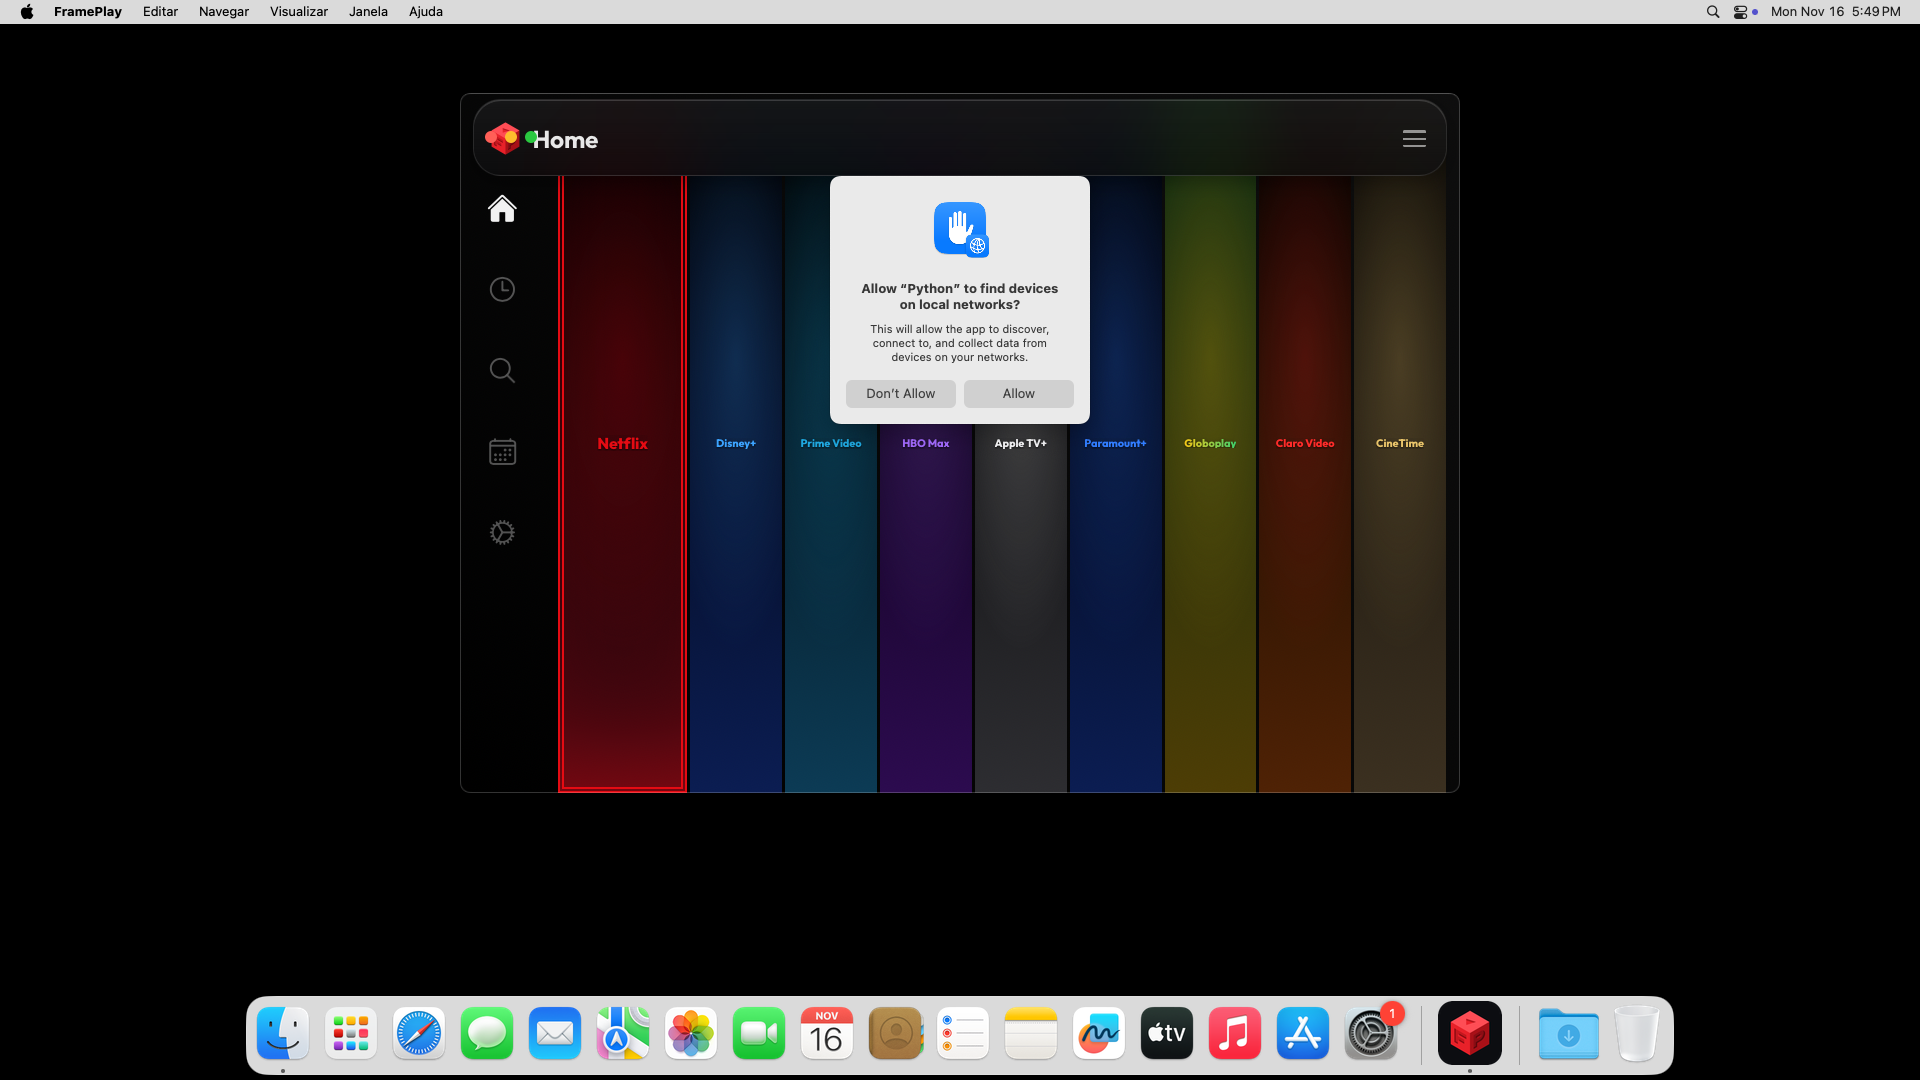 FramePlay Editar Navegar Visualizar Janela Ajuda
Mon Nov 16 5:49 PM
Home
Allow “Python” to find devices
on local networks?
This will allow the app to discover,
connect to, and collect data from
devices on your networks.
Don’t Allow Allow
Netflix Disney+ Prime Video HBO Max Apple TV+ Paramount+ Globoplay Claro Video CineTime
NOV
16
tv
1